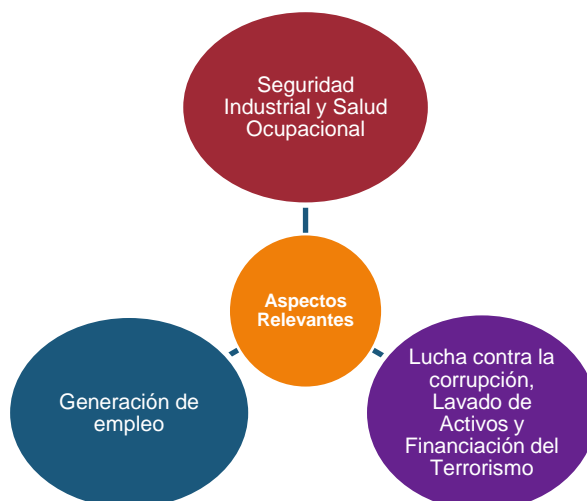 Seguridad
Industrial y Salud
Ocupacional
Aspectos
Relevantes
Generación de
empleo
Lucha contra la
corrupción,
Lavado de
Activos y
Financiación del
Terrorismo